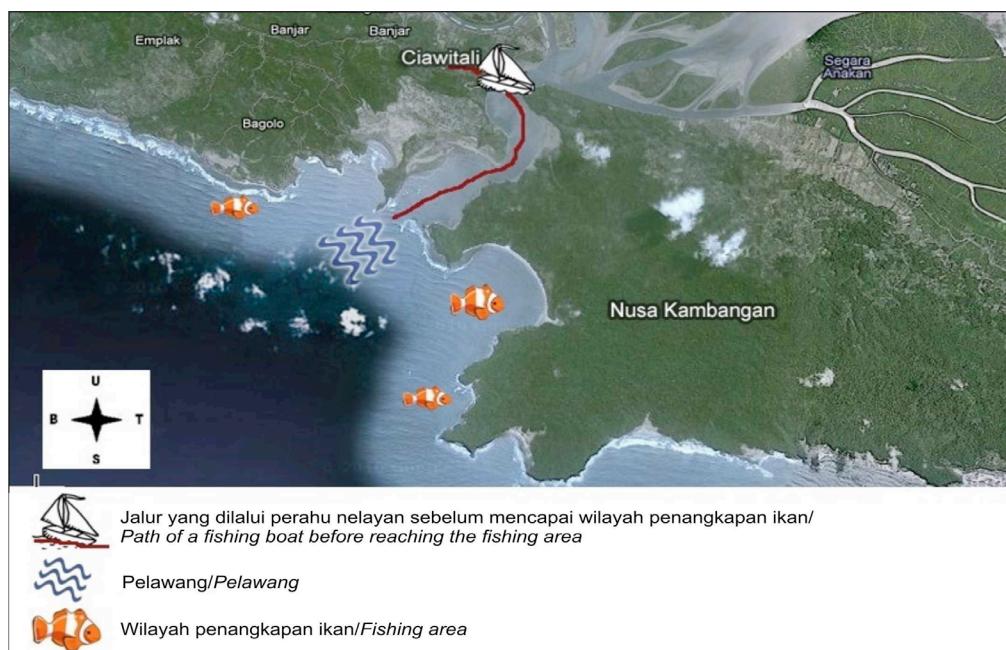 Emplak
Banjar
Banjar
Ciawitali
Segara
Anakan
Bagolo
Nusa Kambangan
U
B T
S
Jalur yang dilalui perahu nelayan sebelum mencapai wilayah penangkapan ikan/
Path of a fishing boat before reaching the fishing area
Pelawang/Pelawang
Wilayah penangkapan ikan/Fishing area